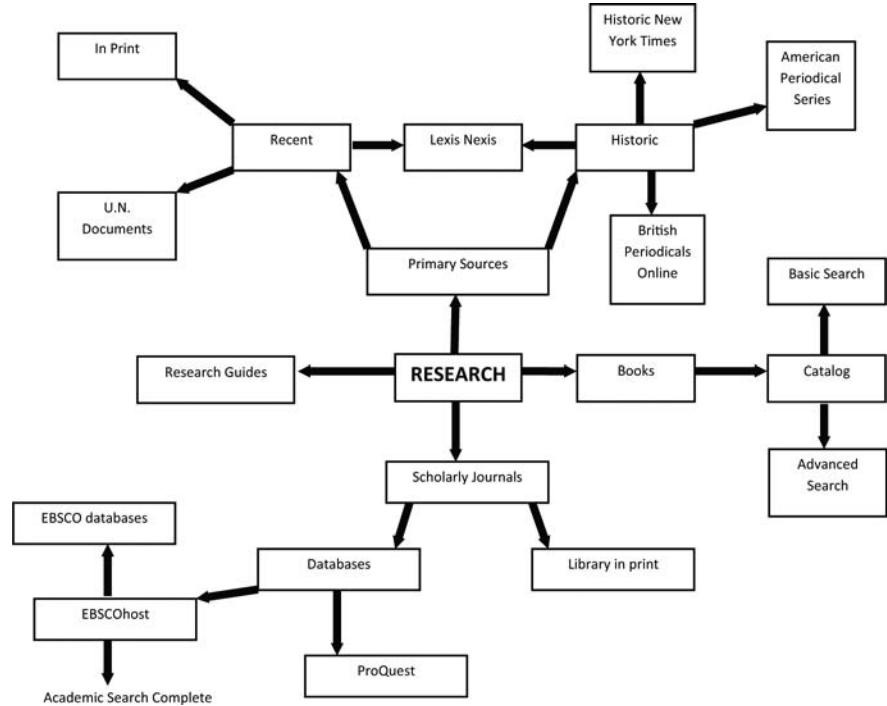 Historic New
York Times
In Print
American
Periodical
Series
Recent
Lexis Nexis
Historic
U.N.
Documents
British
Periodicals
Online
Primary Sources
Basic Search
Research Guides
RESEARCH
Books
Catalog
Scholarly Journals
Advanced
Search
EBSCO databases
Databases
Library in print
EBSCOhost
ProQuest
Academic Search Complete